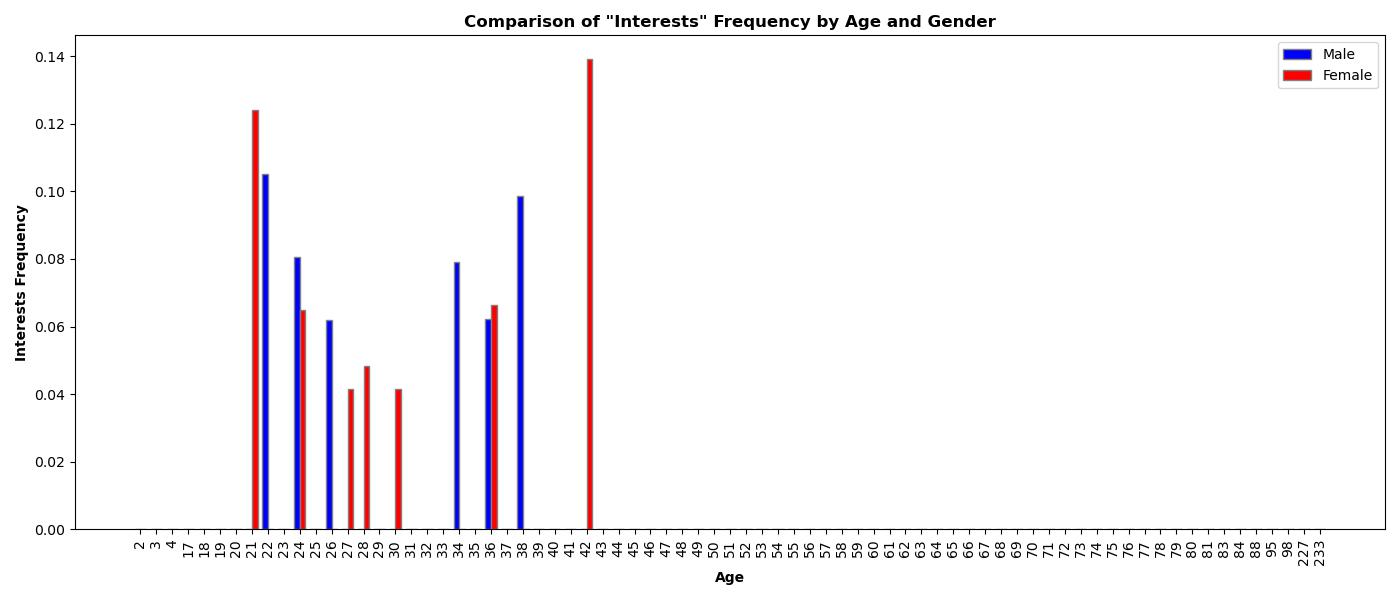 Comparison of "Interests" Frequency by Age and Gender
Male
Female
Interests Frequency
0.14
0.12
0.10
0.08
0.06
0.04
0.02
0.00
2 3 4 17 18 19 20 21 22 23 24 25 26 27 28 29 30 31 32 33 34 35 36 37 38 39 40 41 42 43 44 45 46 47 48 49 50 51 52 53 54 55 56 57 58 59 60 61 62 63 64 65 66 67 68 69 70 71 72 73 74 75 76 77 78 79 80 81 83 84 88 95 98 227 233
Age